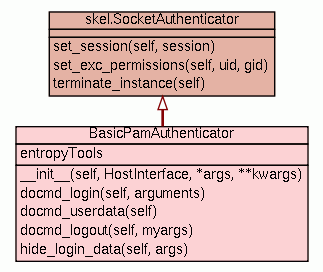 skel.SocketAuthenticator
set_session(self, session)
set_exc_permissions(self, uid, gid)
terminate_instance(self)
BasicPamAuthenticator
entropyTools
__init__(self, HostInterface, *args, **kwargs)
docmd_login(self, arguments)
docmd_userdata(self)
docmd_logout(self, myargs)
hide_login_data(self, args)